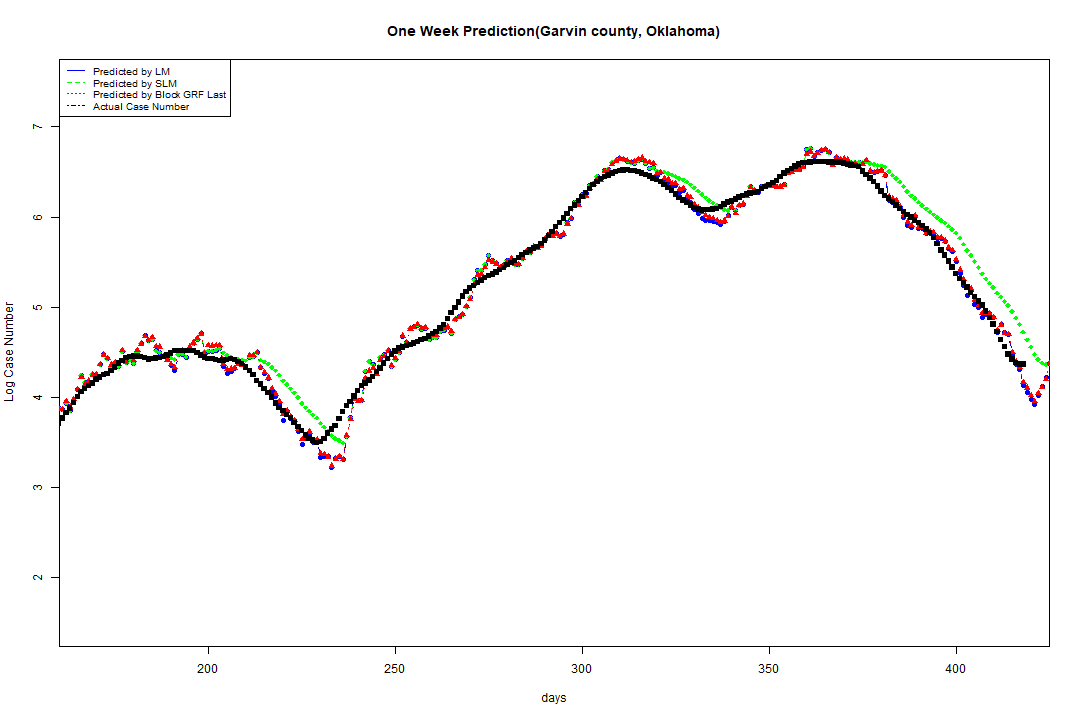 One Week Prediction(Garvin county, Oklahoma)
Predicted by LM
Predicted by SLM
Predicted by Block GRF Last
Actual Case Number
7
6
5
4
3
2
Log Case Number
200 250 300 350 400
days